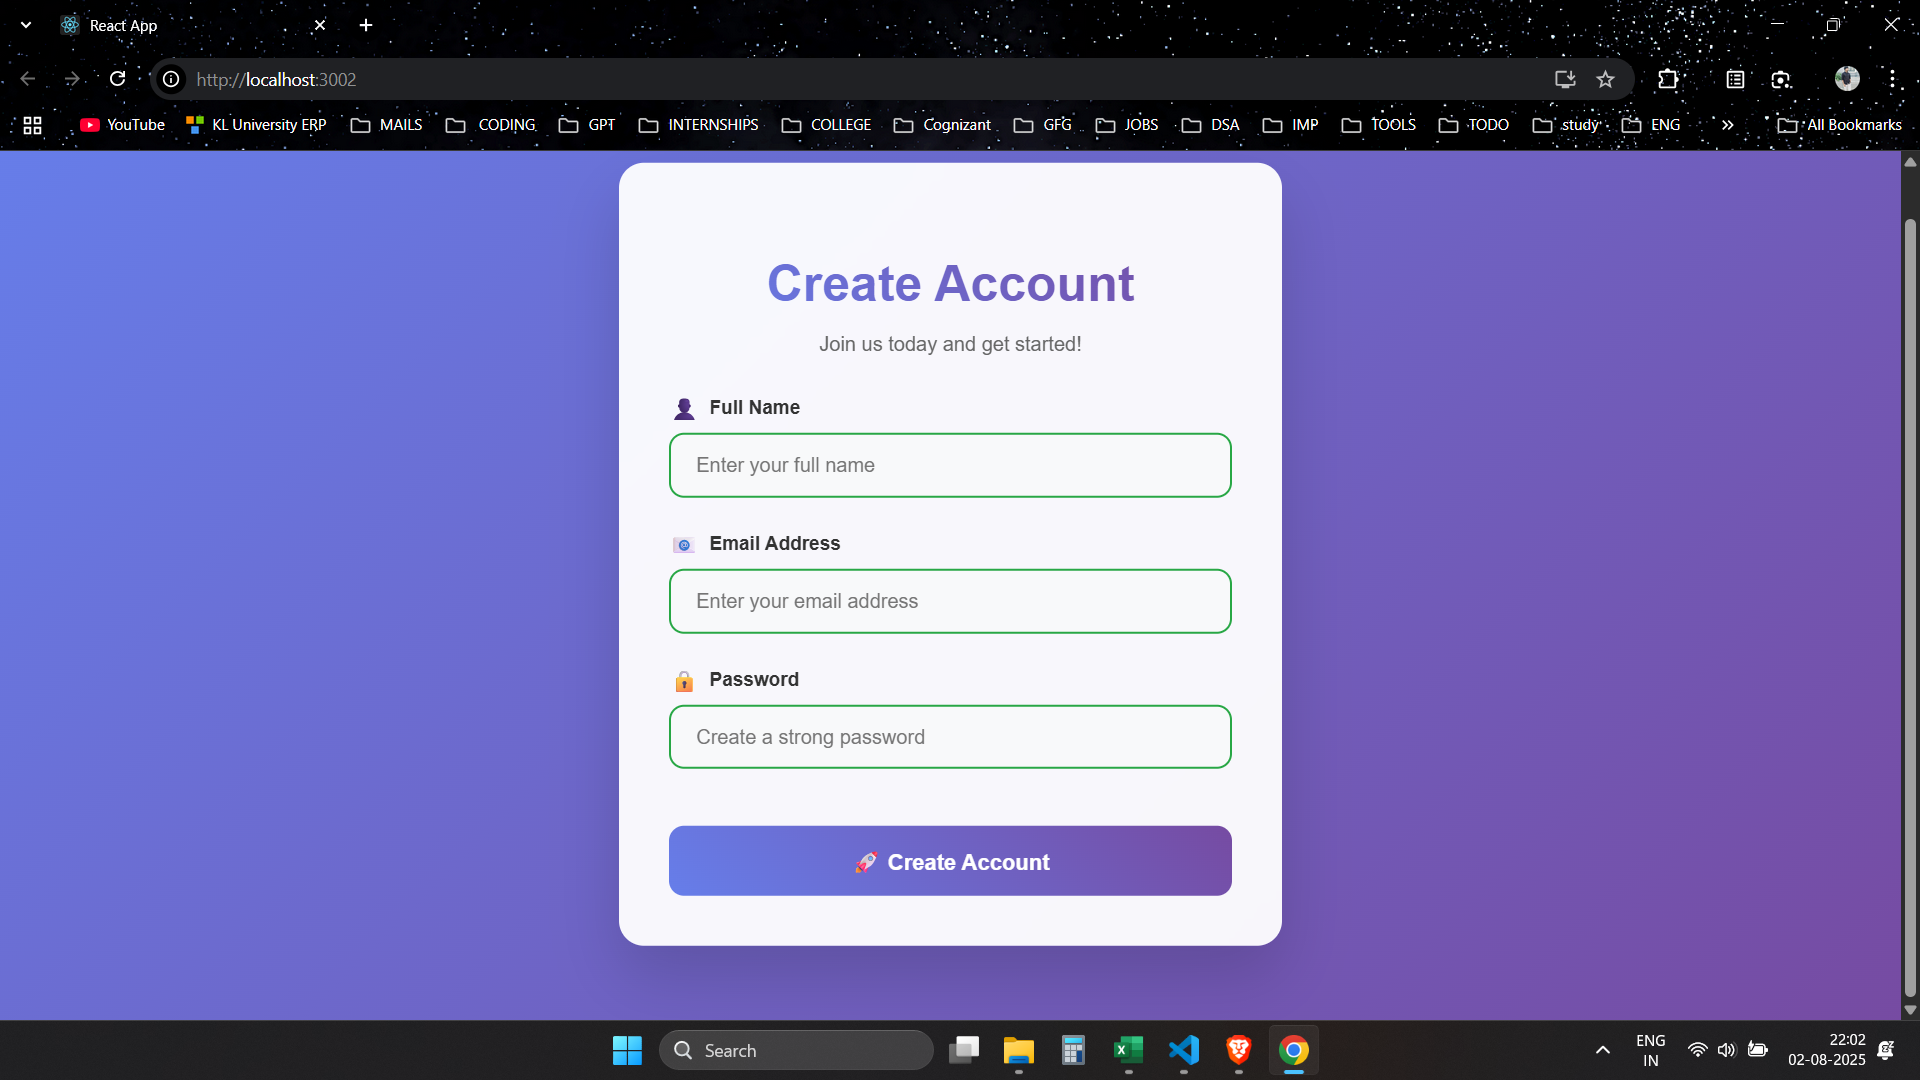 React App
http://localhost:3002
YouTube KL University ERP MAILS CODING GPT INTERNSHIPS COLLEGE Cognizant GFG JOBS DSA IMP TOOLS TODO study ENG » All Bookmarks
Create Account
Join us today and get started!
Full Name
Enter your full name
Email Address
Enter your email address
Password
Create a strong password
🚀 Create Account
Search
ENG
IN
22:02
02-08-2025